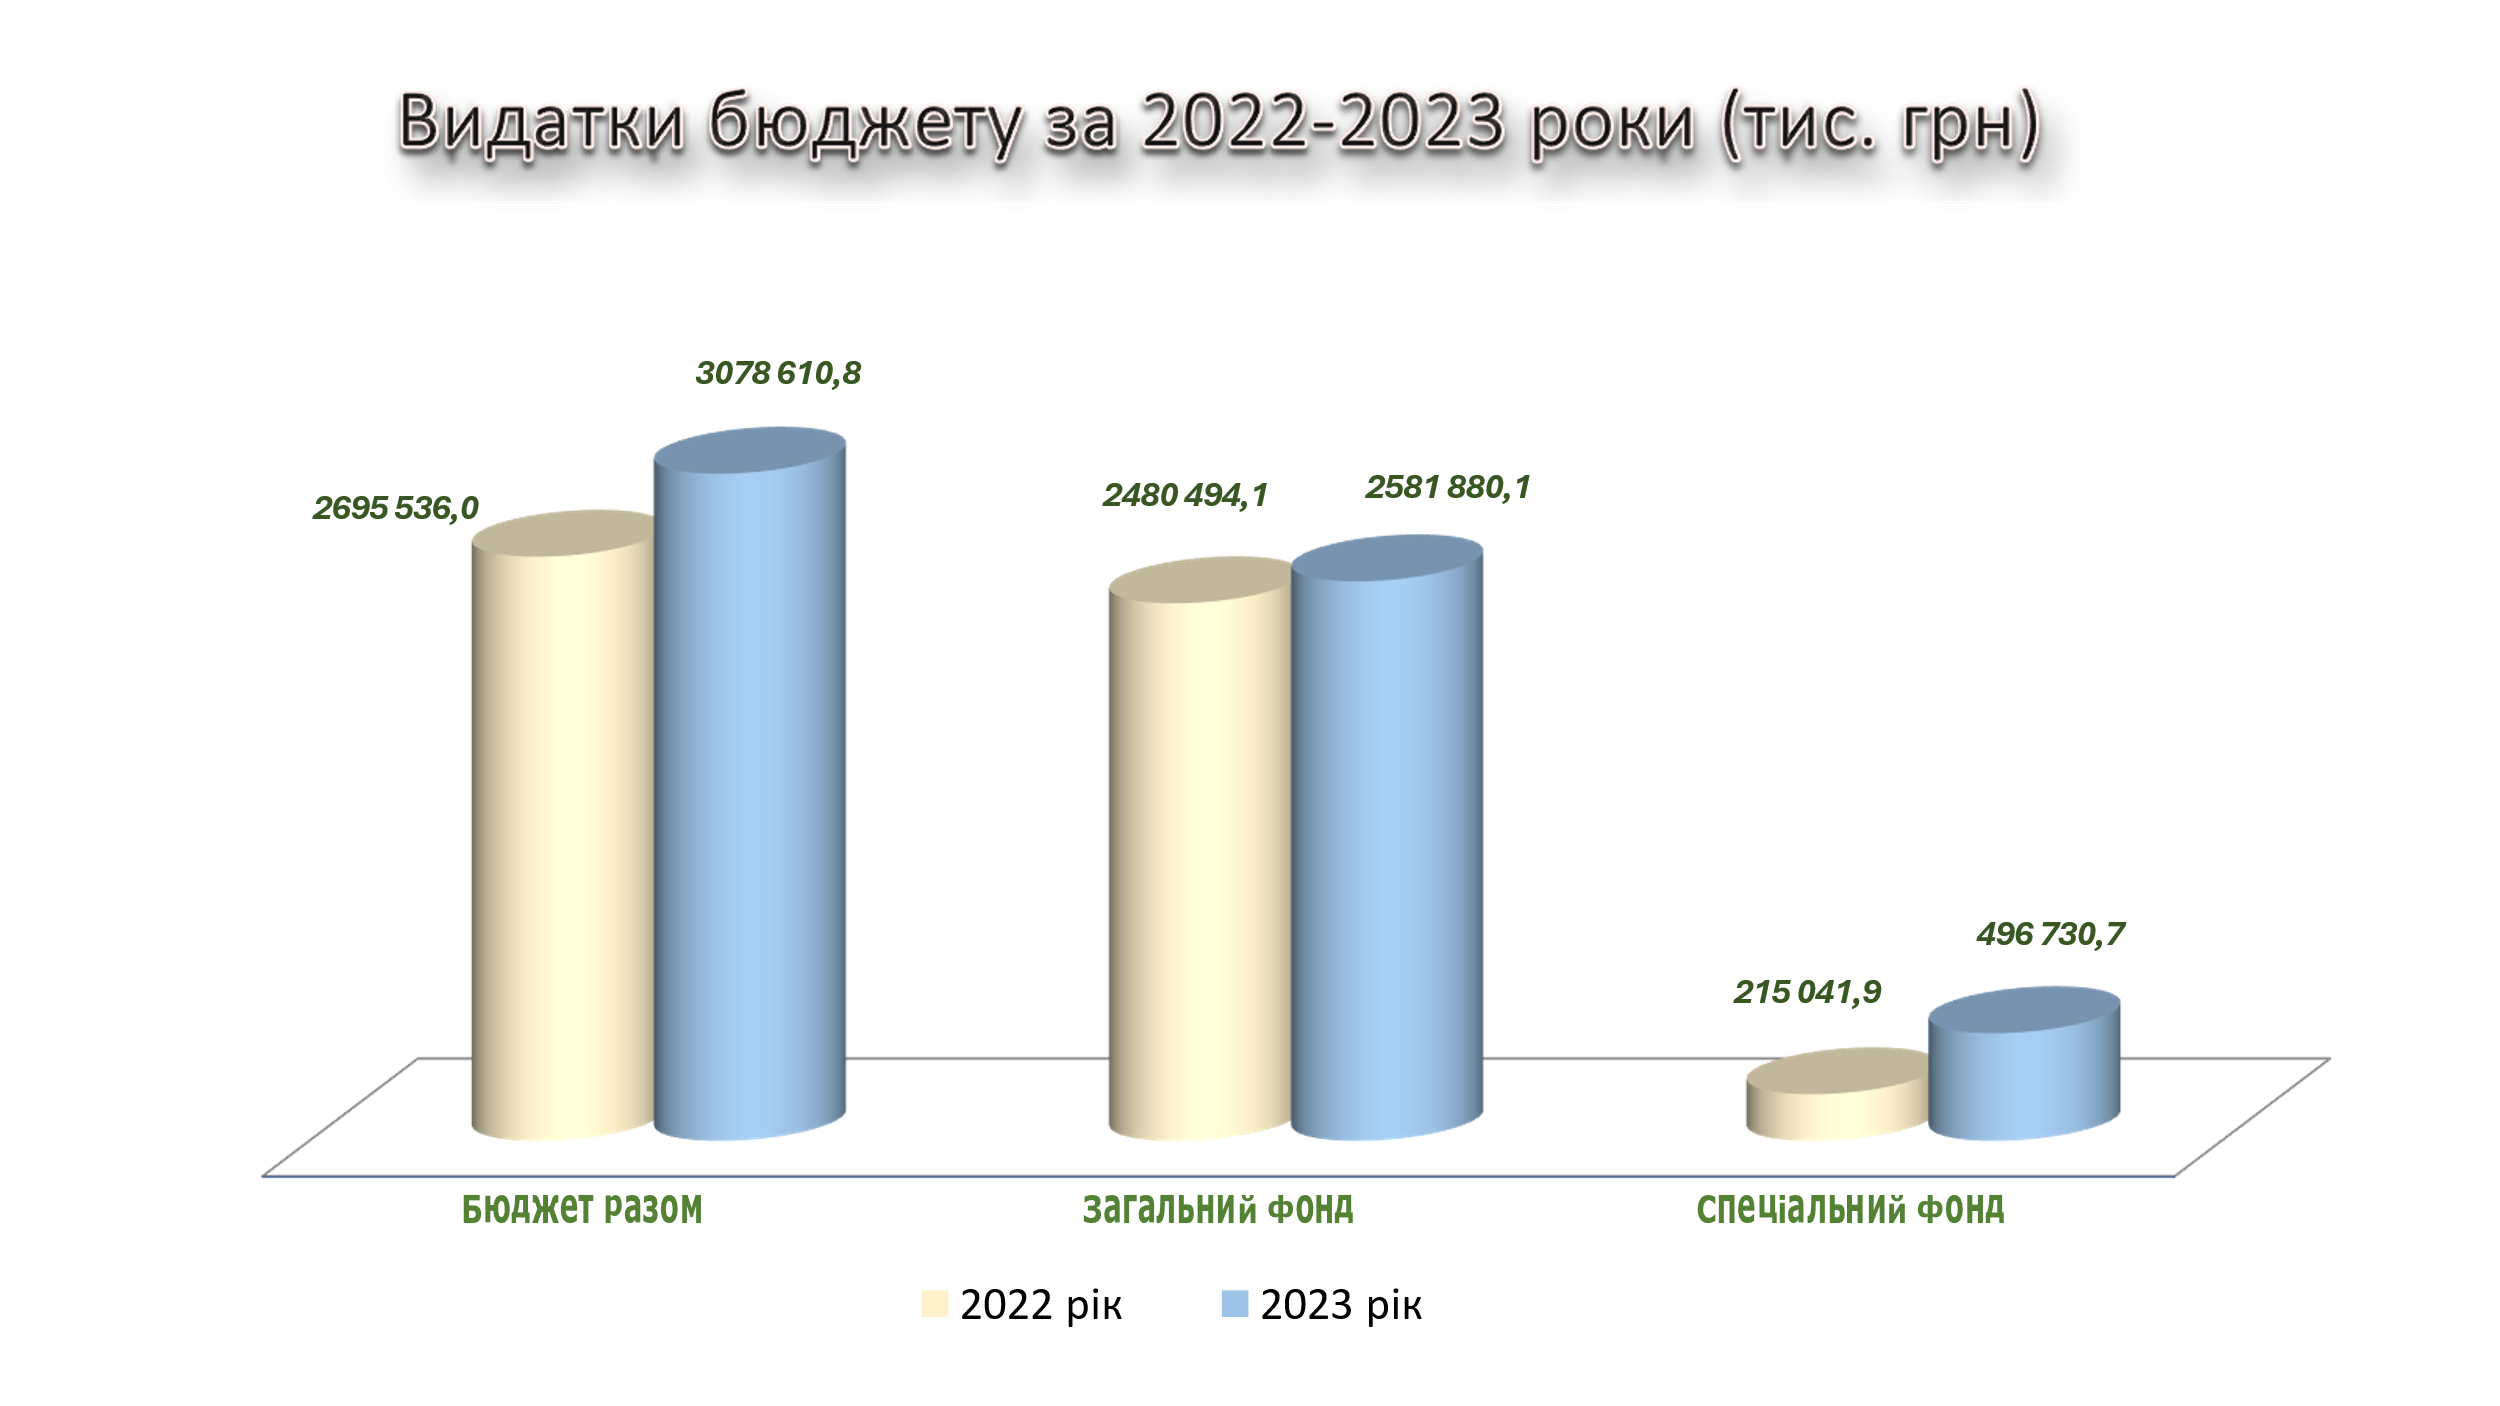 Видатки бюджету за 2022-2023 роки (тис. грн)
3078 610,8
2695 536,0
2480 494,1
2581 880,1
496 730,7
215 041,9
Бюджет разом
Загальний фонд
Спеціальний фонд
2022 рік
2023 рік